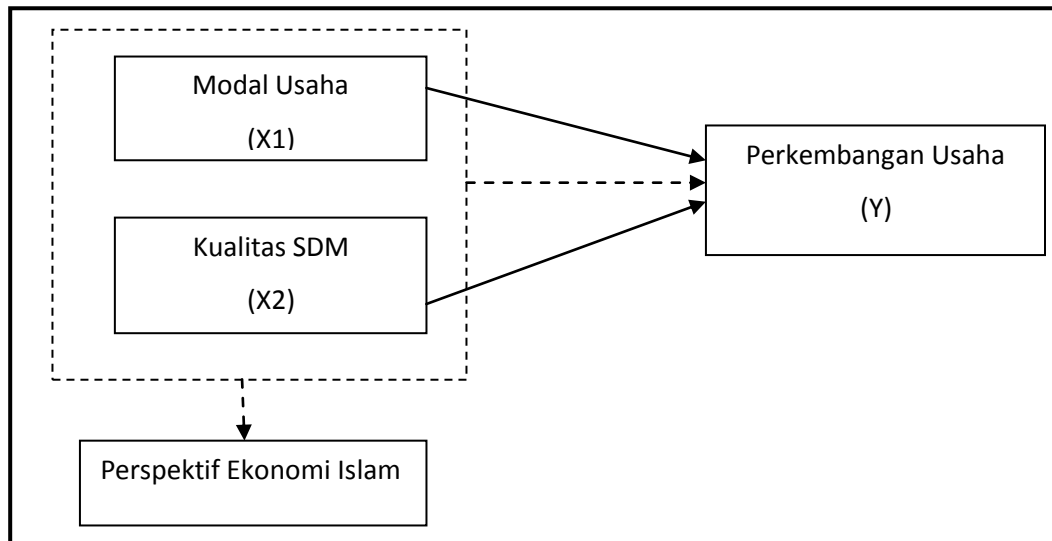 Modal Usaha
(X1)
Perkembangan Usaha
(Y)
Kualitas SDM
(X2)
Perspektif Ekonomi Islam